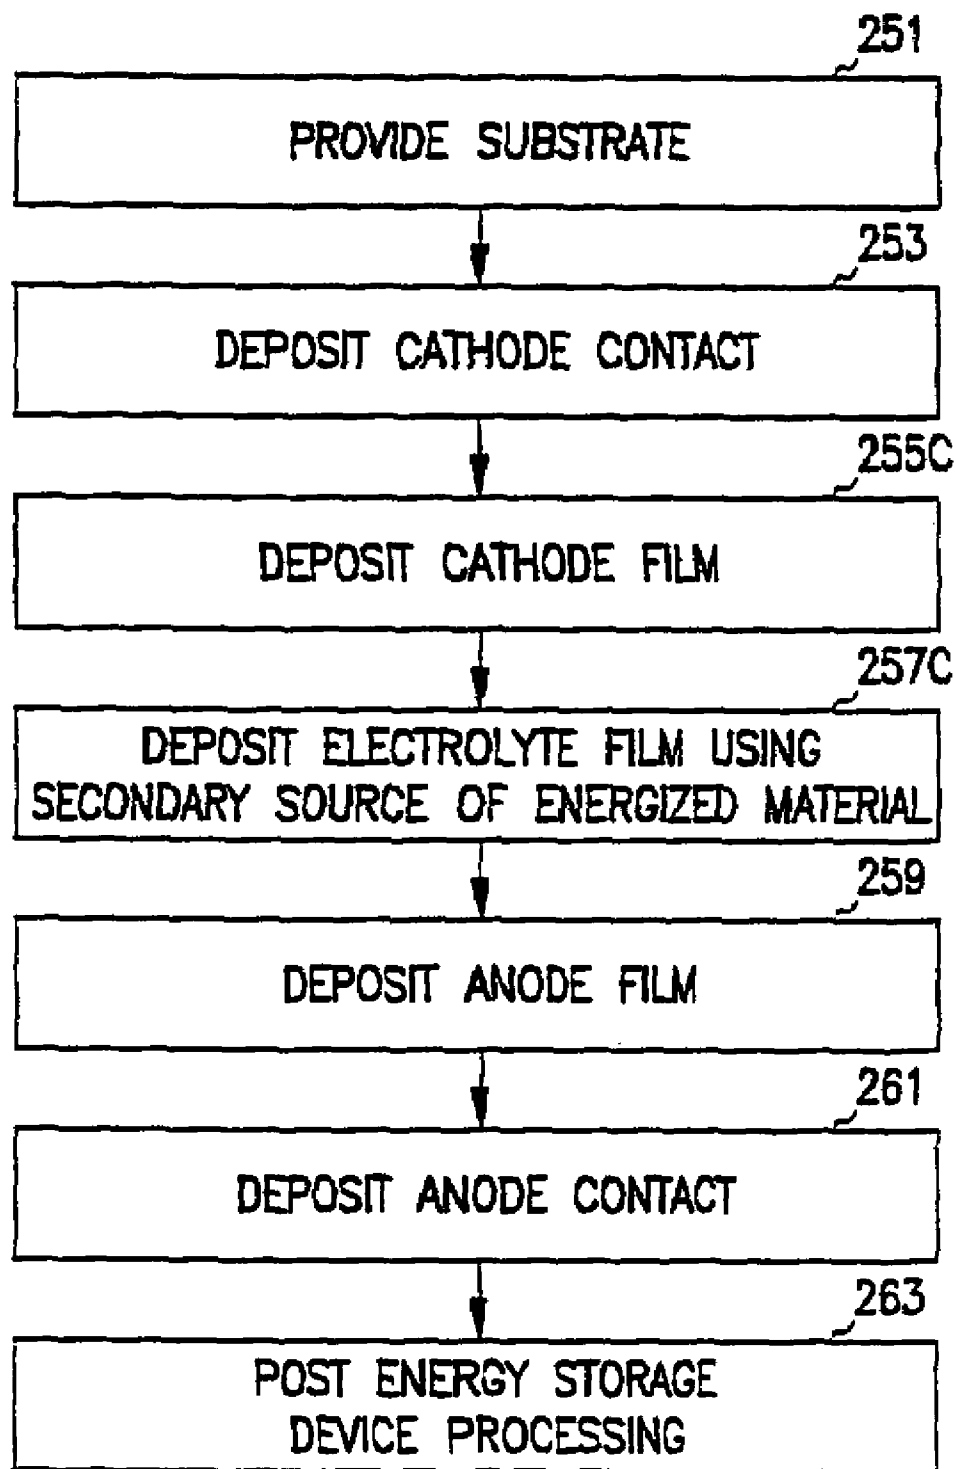 251
PROVIDE SUBSTRATE
253
DEPOSIT CATHODE CONTACT
255C
DEPOSIT CATHODE FILM
257C
DEPOSIT ELECTROLYTE FILM USING
SECONDARY SOURCE OF ENERGIZED MATERIAL
259
DEPOSIT ANODE FILM
261
DEPOSIT ANODE CONTACT
263
POST ENERGY STORAGE
DEVICE PROCESSING